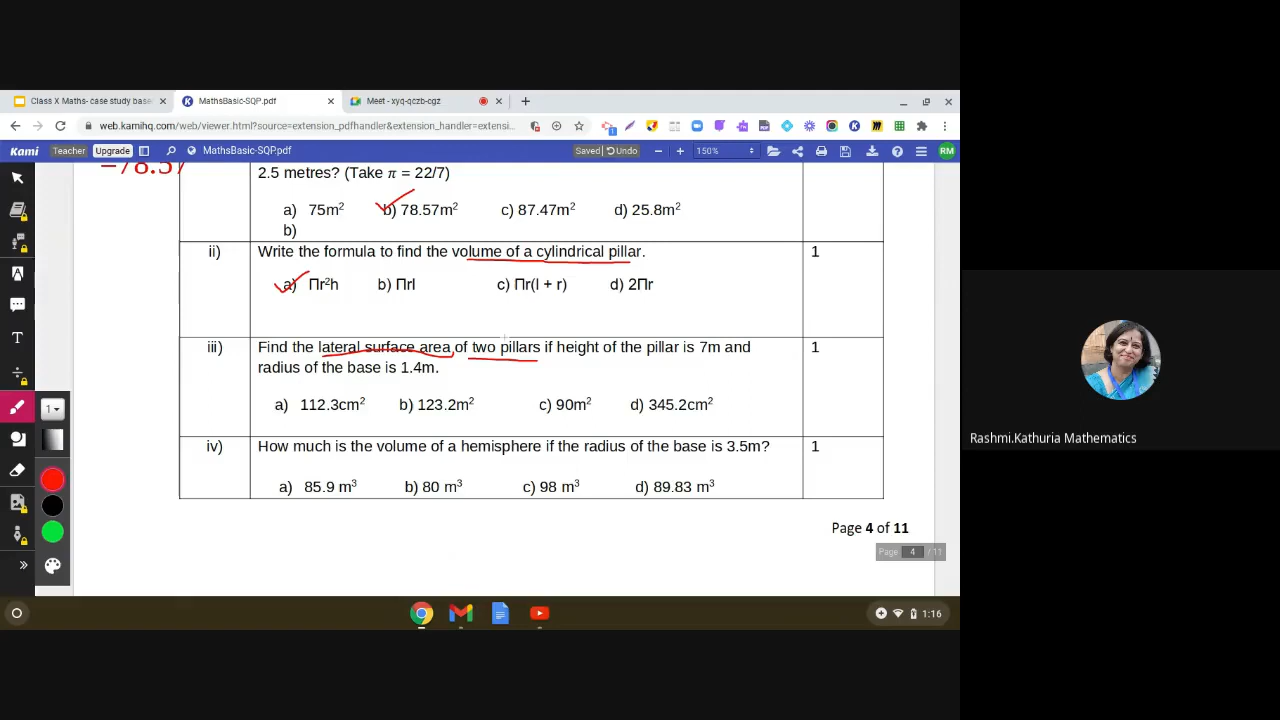 Class X Maths- case study base
MathsBasic-SQP.pdf
Meet - xyq-qczb-cgz
web.kamihq.com/web/viewer.html?source=extension_pdfhandler&extension_handler=extensi...
Kami
Teacher
Upgrade
MathsBasic-SQP.pdf
Saved
Undo
150%
RM
=78.57
2.5 metres? (Take π = 22/7)
a) 75m² b) 78.57m² c) 87.47m² d) 25.8m²
b)
ii) Write the formula to find the volume of a cylindrical pillar. 1
a) Πr²h b) Πrl c) Πr(l + r) d) 2Πr
iii) Find the lateral surface area of two pillars if height of the pillar is 7m and 1
radius of the base is 1.4m.
a) 112.3cm² b) 123.2m² c) 90m² d) 345.2cm²
iv) How much is the volume of a hemisphere if the radius of the base is 3.5m? 1
a) 85.9 m³ b) 80 m³ c) 98 m³ d) 89.83 m³
Page 4 of 11
Page 4 / 11
1
T
1:16
Rashmi.Kathuria Mathematics